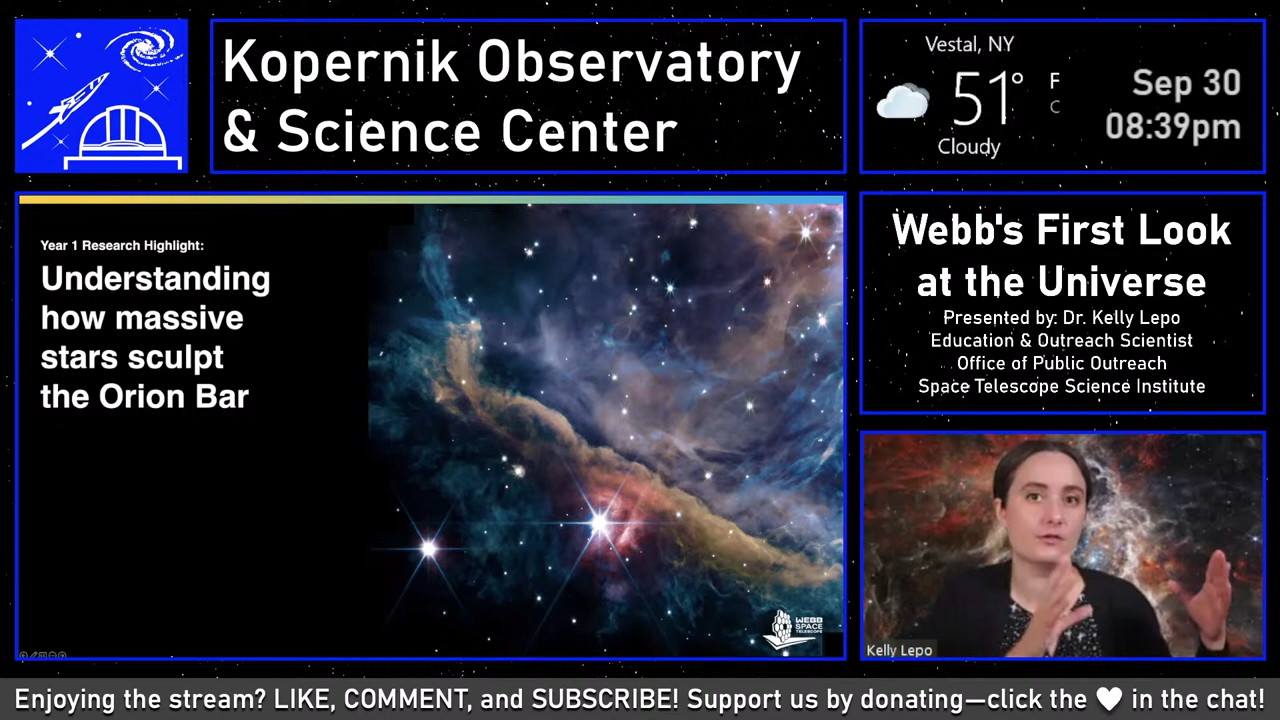 Kopernik Observatory
& Science Center
Vestal, NY
51° F
C
Cloudy
Sep 30
08:39pm
Year 1 Research Highlight:
Understanding
how massive
stars sculpt
the Orion Bar
WEBB
SPACE
TELESCOPE
Webb's First Look
at the Universe
Presented by: Dr. Kelly Lepo
Education & Outreach Scientist
Office of Public Outreach
Space Telescope Science Institute
Kelly Lepo
Enjoying the stream? LIKE, COMMENT, and SUBSCRIBE! Support us by donating—click the ♥ in the chat!